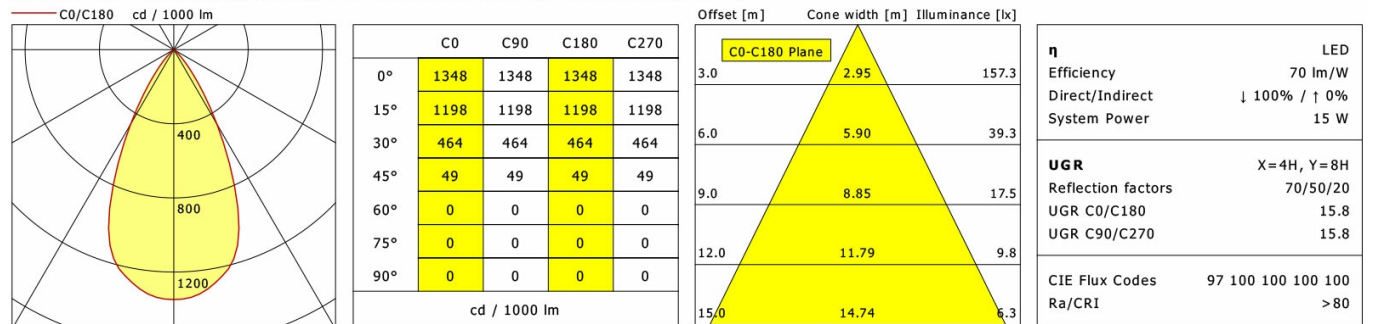 C0/C180 cd / 1000 lm
400
800
1200
C0 C90 C180 C270
0° 1348 1348 1348 1348
15° 1198 1198 1198 1198
30° 464 464 464 464
45° 49 49 49 49
60° 0 0 0 0
75° 0 0 0 0
90° 0 0 0 0
cd / 1000 lm
Offset [m] Cone width [m] Illuminance [lx]
C0-C180 Plane
3.0 2.95 157.3
6.0 5.90 39.3
9.0 8.85 17.5
12.0 11.79 9.8
15.0 14.74 6.3
η LED
Efficiency 70 lm/W
Direct/Indirect ↓ 100% / ↑ 0%
System Power 15 W
UGR X=4H, Y=8H
Reflection factors 70/50/20
UGR C0/C180 15.8
UGR C90/C270 15.8
CIE Flux Codes 97 100 100 100 100
Ra/CRI >80